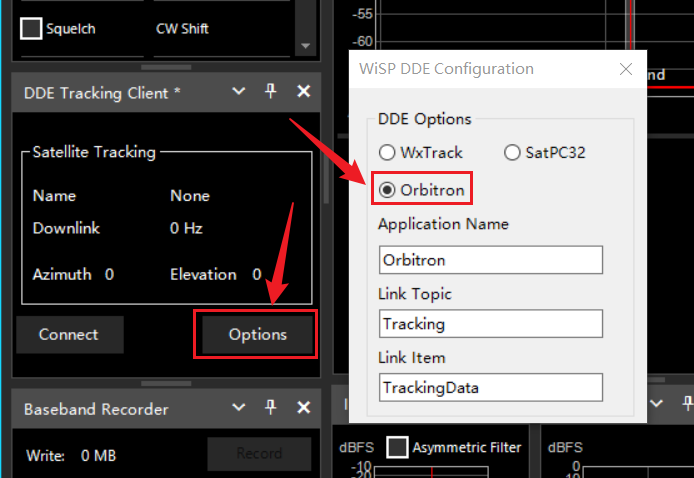 Squelch CW Shift
-55
-60
nd
DDE Tracking Client *
Satellite Tracking
Name None
Downlink 0 Hz
Azimuth 0 Elevation 0
Connect Options
Baseband Recorder
Write: 0 MB Record
WiSP DDE Configuration
DDE Options
WxTrack SatPC32
Orbitron
Application Name
Orbitron
Link Topic
Tracking
Link Item
TrackingData
dBFS Asymmetric Filter dBFS
-10 0
-20 -10